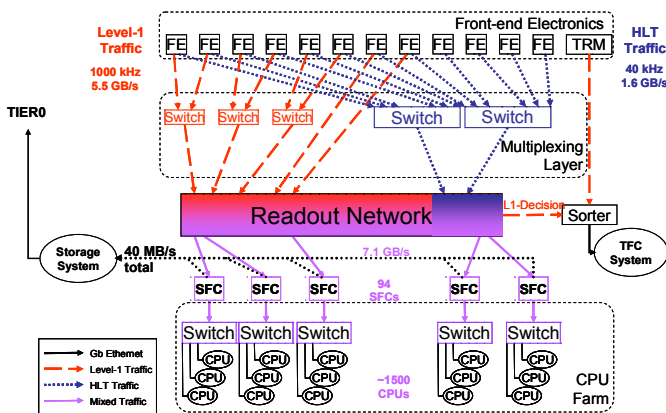 Front-end Electronics
Level-1
Traffic
FE FE FE FE FE FE FE FE FE FE FE FE TRM
HLT
Traffic
1000 kHz
5.5 GB/s
40 kHz
1.6 GB/s
TIER0
Switch Switch Switch Switch Switch
Multiplexing
Layer
Readout Network
L1-Decision
Sorter
Storage
System
40 MB/s
total
7.1 GB/s
TFC
System
SFC SFC SFC SFC SFC
94
SFCs
Switch Switch Switch Switch Switch
CPU CPU CPU CPU CPU
CPU CPU CPU CPU CPU
CPU CPU CPU CPU CPU
~1500
CPUs
CPU
Farm
Gb Ethernet
Level-1 Traffic
HLT Traffic
Mixed Traffic